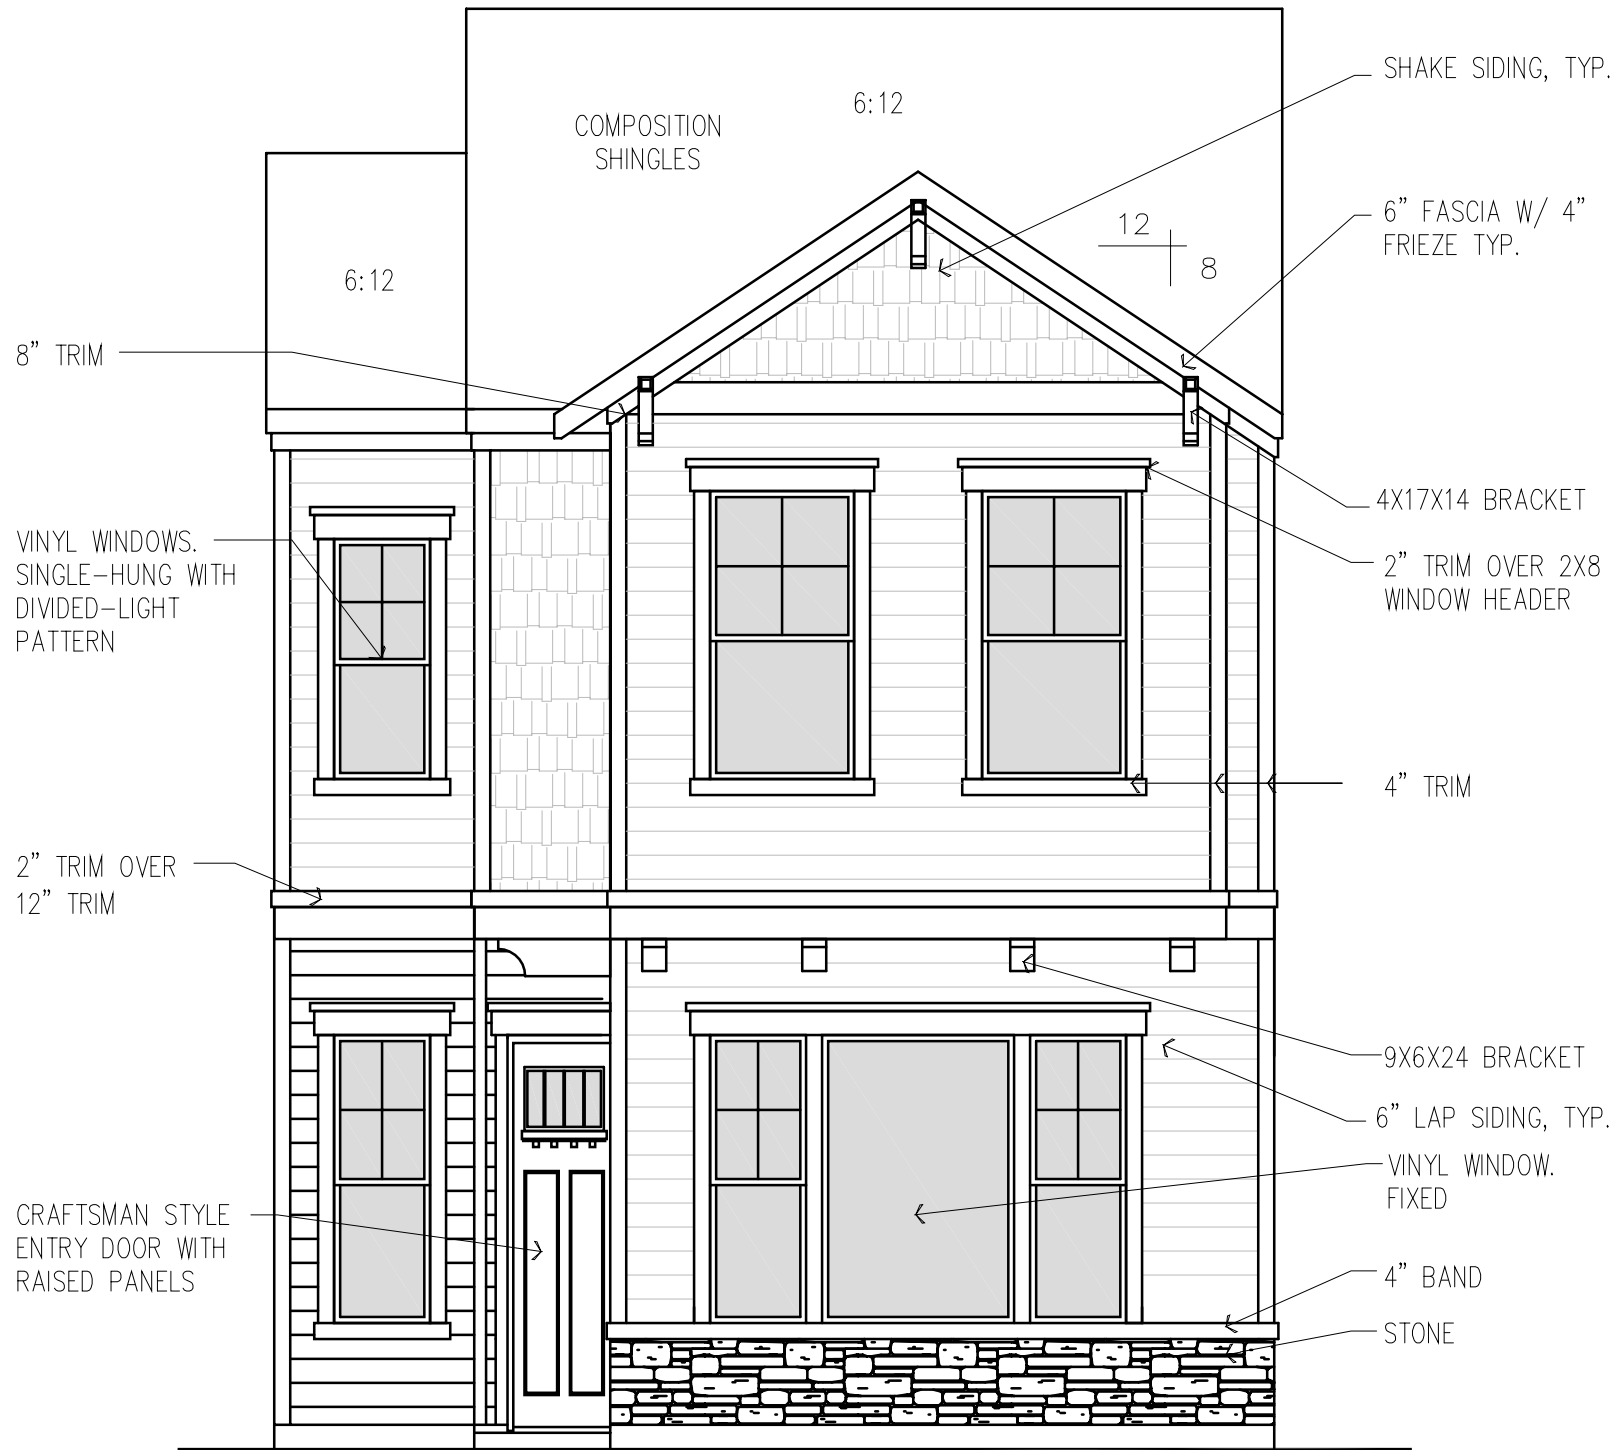 SHAKE SIDING, TYP.
6:12
COMPOSITION
SHINGLES
6” FASCIA W/ 4”
FRIEZE TYP.
12
8
6:12
8” TRIM
4X17X14 BRACKET
VINYL WINDOWS.
SINGLE-HUNG WITH
DIVIDED-LIGHT
PATTERN
2” TRIM OVER 2X8
WINDOW HEADER
4” TRIM
2” TRIM OVER
12” TRIM
9X6X24 BRACKET
6” LAP SIDING, TYP.
VINYL WINDOW.
FIXED
CRAFTSMAN STYLE
ENTRY DOOR WITH
RAISED PANELS
4” BAND
STONE